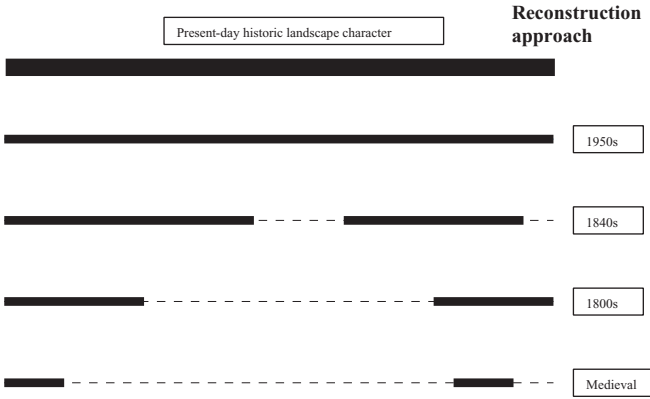 Reconstruction
approach
Present-day historic landscape character
1950s
1840s
1800s
Medieval